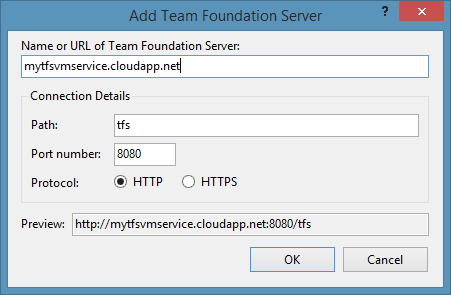 Add Team Foundation Server
? ×
Name or URL of Team Foundation Server:
mytfsvmservice.cloudapp.net
Connection Details
Path: tfs
Port number: 8080
Protocol: HTTP HTTPS
Preview: http://mytfsvmservice.cloudapp.net:8080/tfs
OK Cancel